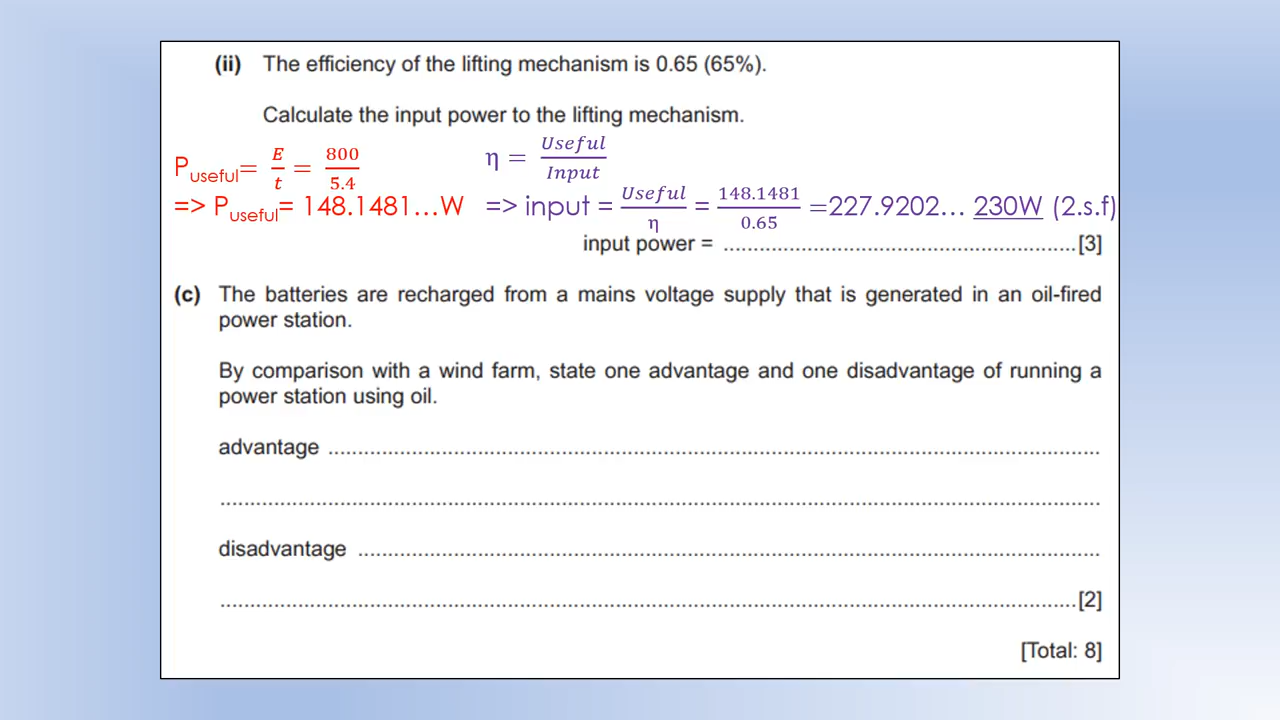 (ii) The efficiency of the lifting mechanism is 0.65 (65%).
Calculate the input power to the lifting mechanism.
Puseful= E/t = 800/5.4
=> Puseful= 148.1481…W
η = Useful/Input
=> input = Useful/η = 148.1481/0.65 =227.9202… 230W (2.s.f)
input power = ........................................................... [3]
(c) The batteries are recharged from a mains voltage supply that is generated in an oil-fired
power station.
By comparison with a wind farm, state one advantage and one disadvantage of running a
power station using oil.
advantage ..................................................................................................................................
....................................................................................................................................................
disadvantage .............................................................................................................................
................................................................................................................................................[2]
[Total: 8]